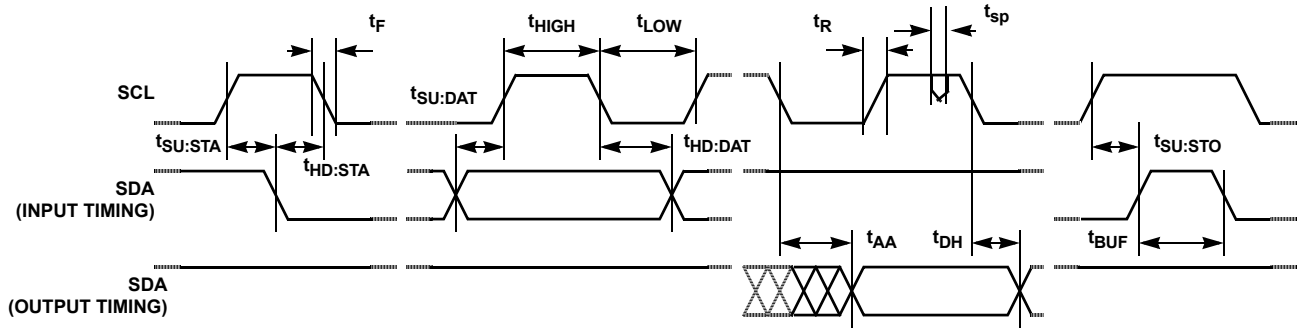 tF
tHIGH
tLOW
tR
tsp
SCL
tSU:DAT
tSU:STA
tHD:STA
tHD:DAT
tSU:STO
SDA
(INPUT TIMING)
tAA
tDH
tBUF
SDA
(OUTPUT TIMING)